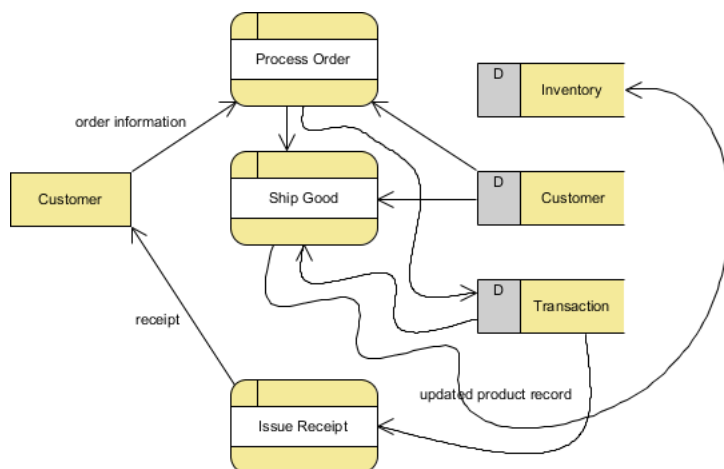 Process Order
D
Inventory
order information
D
Customer
Ship Good
Customer
D
Transaction
receipt
updated product record
Issue Receipt